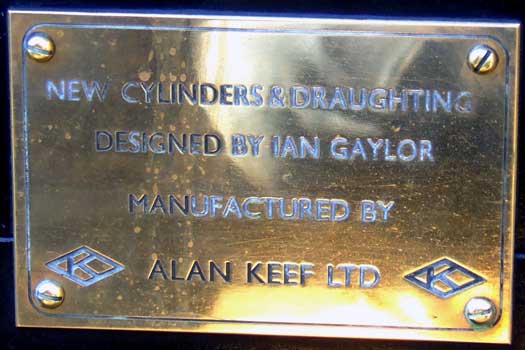 NEW CYLINDERS & DRAUGHTING
DESIGNED BY IAN GAYLOR
MANUFACTURED BY
ALAN KEEF LTD